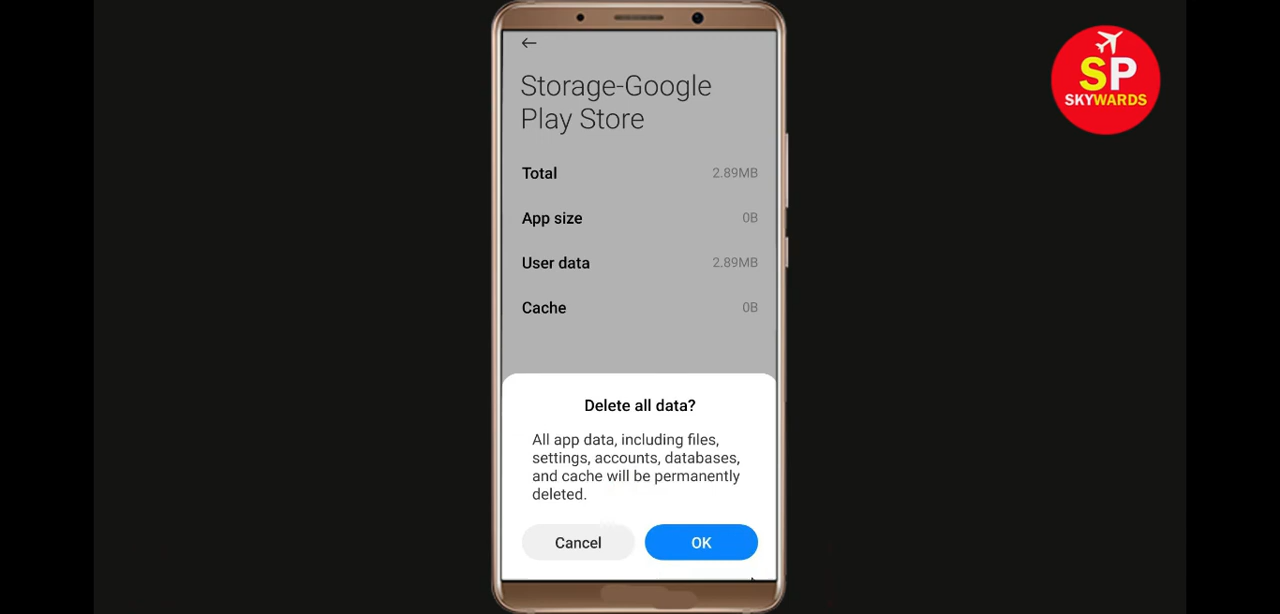 SP
SKYWARDS
Storage-Google
Play Store
Total 2.89MB
App size 0B
User data 2.89MB
Cache 0B
Delete all data?
All app data, including files,
settings, accounts, databases,
and cache will be permanently
deleted.
Cancel OK